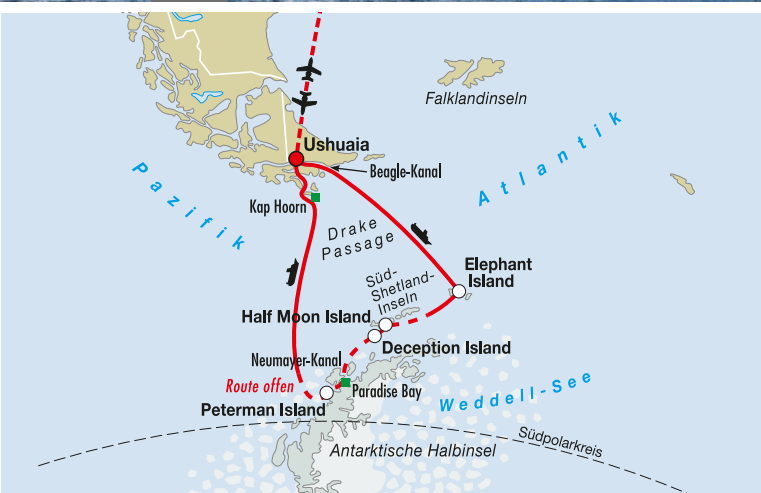 Falklandinseln
Ushuaia
Beagle-Kanal
Atlantik
Pazifik
Kap Hoorn
Drake
Passage
Elephant
Island
Süd-
Shetland-
Inseln
Half Moon Island
Deception Island
Neumayer-Kanal
Route offen
Paradise Bay
Weddell-See
Peterman Island
Südpolarkreis
Antarktische Halbinsel